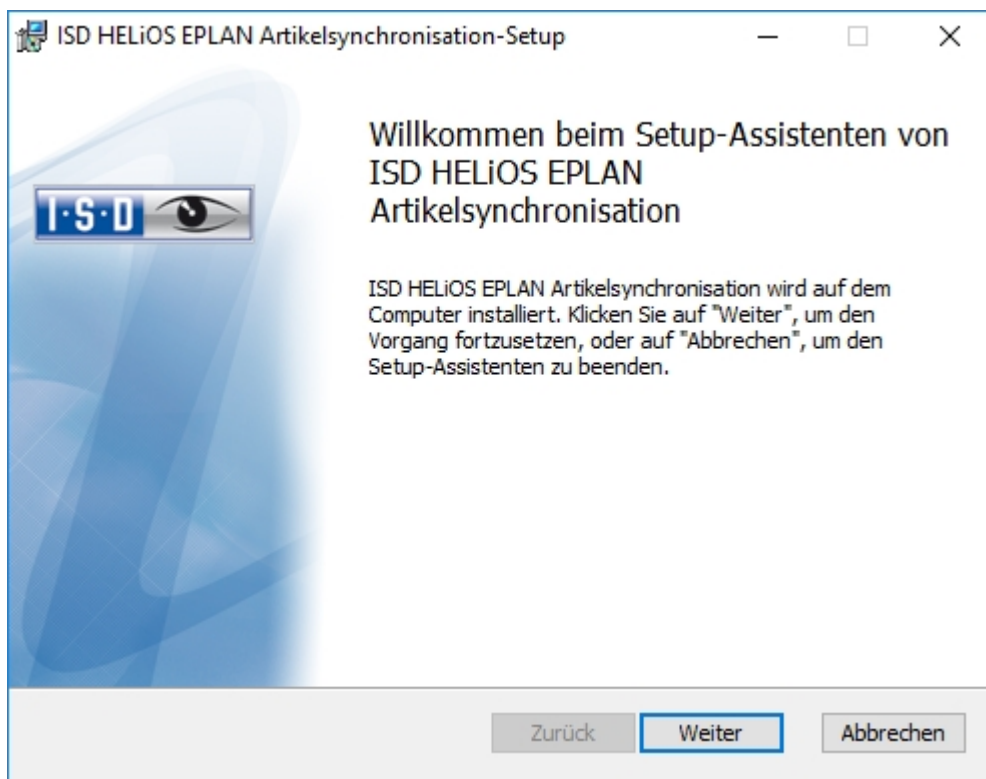 ISD HELiOS EPLAN Artikelsynchronisation-Setup
Willkommen beim Setup-Assistenten von
ISD HELiOS EPLAN
Artikelsynchronisation
I·S·D
ISD HELiOS EPLAN Artikelsynchronisation wird auf dem
Computer installiert. Klicken Sie auf "Weiter", um den
Vorgang fortzusetzen, oder auf "Abbrechen", um den
Setup-Assistenten zu beenden.
Zurück
Weiter
Abbrechen